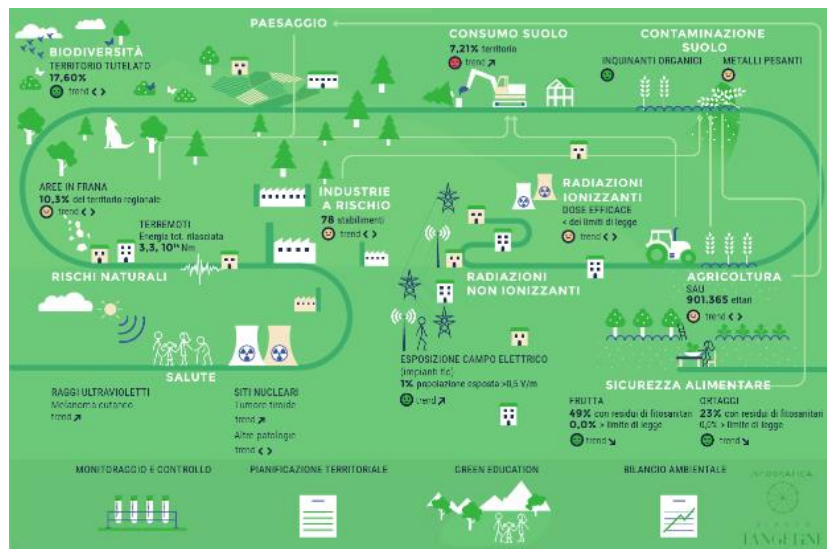 PAESAGGIO
BIODIVERSITÀ
TERRITORIO TUTELATO
17,60%
trend < >
CONSUMO SUOLO
7,21% territorio
trend ↗
CONTAMINAZIONE
SUOLO
INQUINANTI ORGANICI
METALLI PESANTI
AREE IN FRANA
10,3% del territorio regionale
trend < >
TERREMOTI
Energia tot. rilasciata
RISCHI NATURALI
INDUSTRIE
A RISCHIO
78 stabilimenti
trend < >
RADIAZIONI
IONIZZANTI
DOSE EFFICACE
< dei limiti di legge
trend < >
RADIAZIONI
NON IONIZZANTI
AGRICOLTURA
SAU
901.365 ettari
trend < >
SALUTE
RAGGI ULTRAVIOLETTI
Melanoma cutaneo
trend ↗
SITI NUCLEARI
Tumore tiroide
trend ↗
Altre patologie
trend < >
ESPOSIZIONE CAMPO ELETTRICO
(impianti tlc)
1% popolazione esposta >0,5 V/m
trend ↗
SICUREZZA ALIMENTARE
FRUTTA
49% con residui di fitosanitari
0,0% > limite di legge
trend ↘
ORTAGGI
23% con residui di fitosanitari
0,0% > limite di legge
trend ↘
MONITORAGGIO E CONTROLLO
PIANIFICAZIONE TERRITORIALE
GREEN EDUCATION
BILANCIO AMBIENTALE
INFOGRAFICA
STUDIO